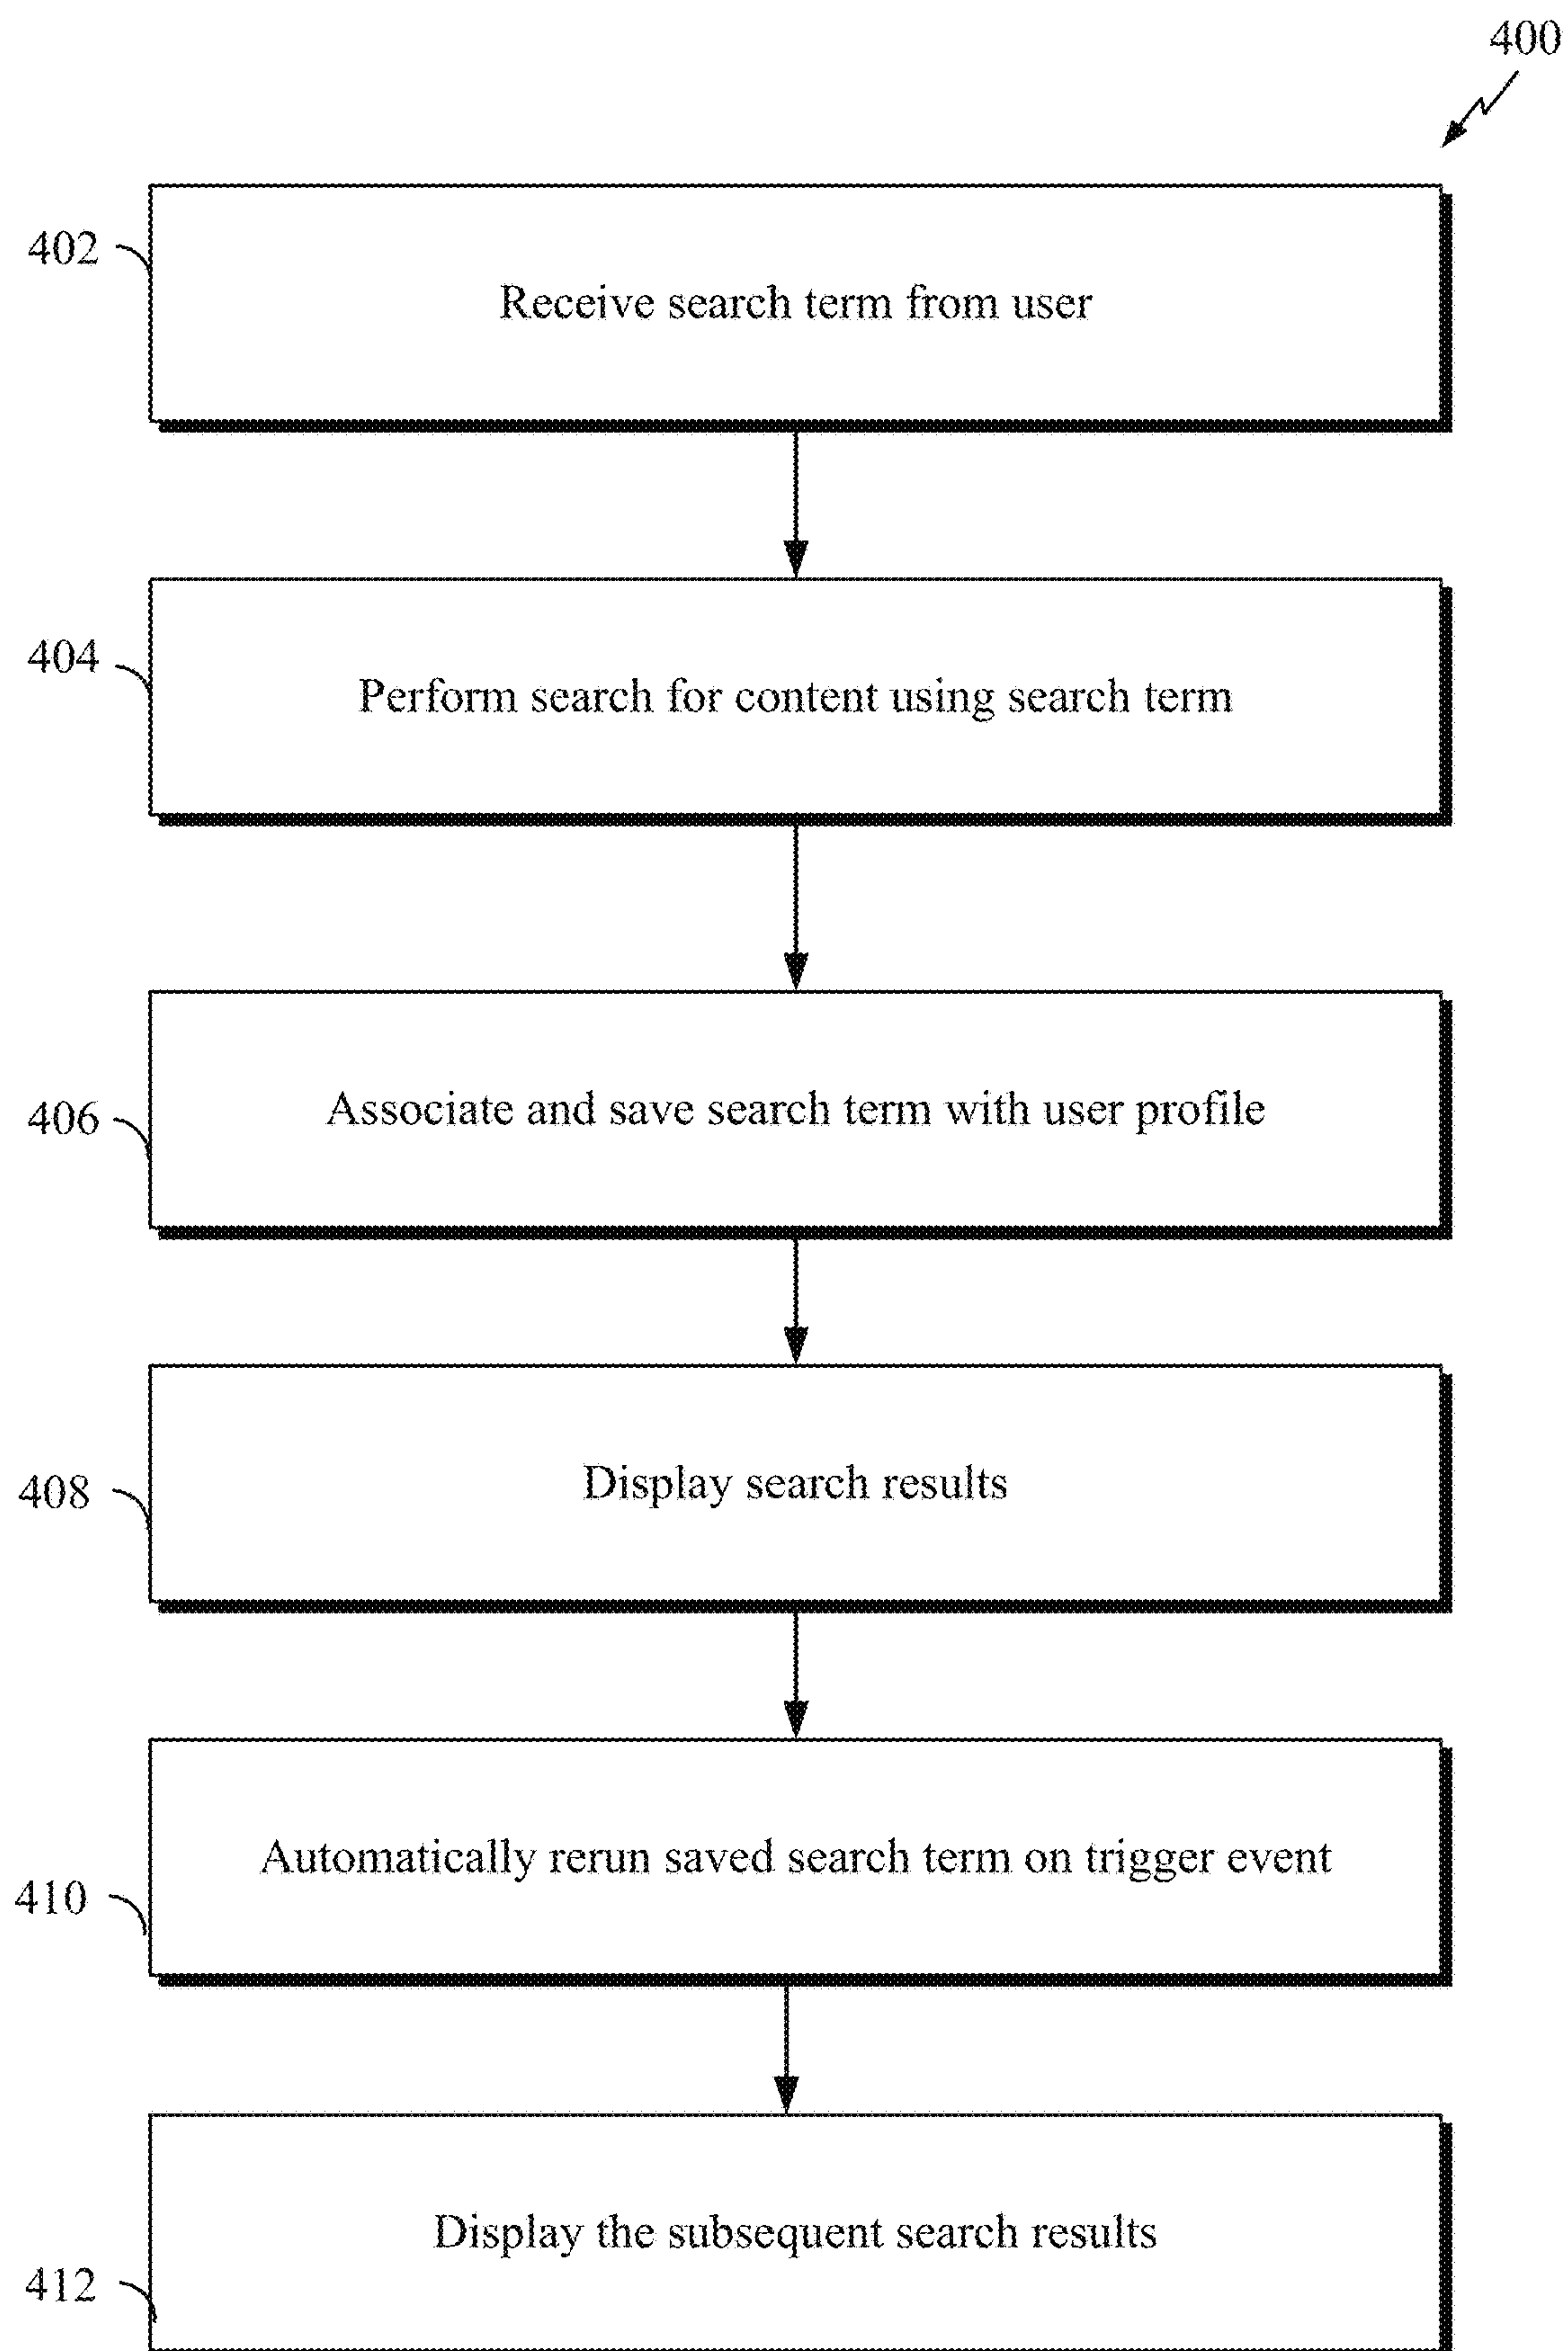 400
402
Receive search term from user
404
Perform search for content using search term
406
Associate and save search term with user profile
408
Display search results
410
Automatically rerun saved search term on trigger event
412
Display the subsequent search results